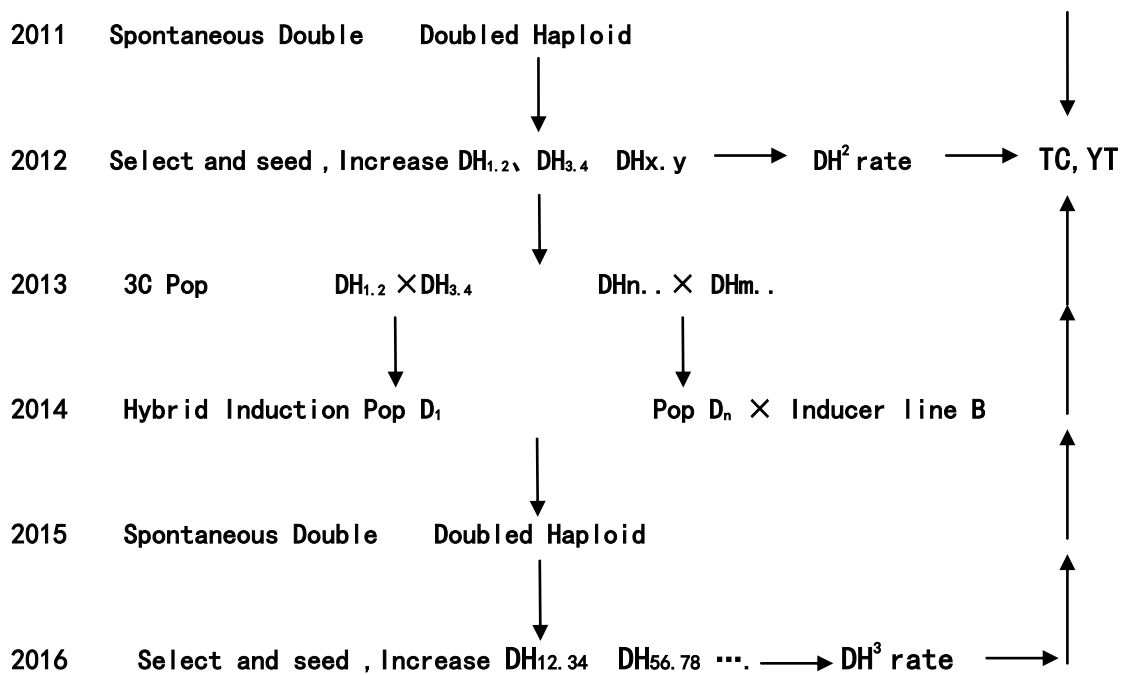 2011 Spontaneous Double Doubled Haploid
2012 Select and seed ,Increase DH1.2、DH3.4 DHx.y DH² rate TC,YT
2013 3C Pop DH1.2 ×DH3.4 DHn.. × DHm..
2014 Hybrid Induction Pop D1 Pop Dn × Inducer line B
2015 Spontaneous Double Doubled Haploid
2016 Select and seed ,Increase DH12.34 DH56.78 …. DH³ rate